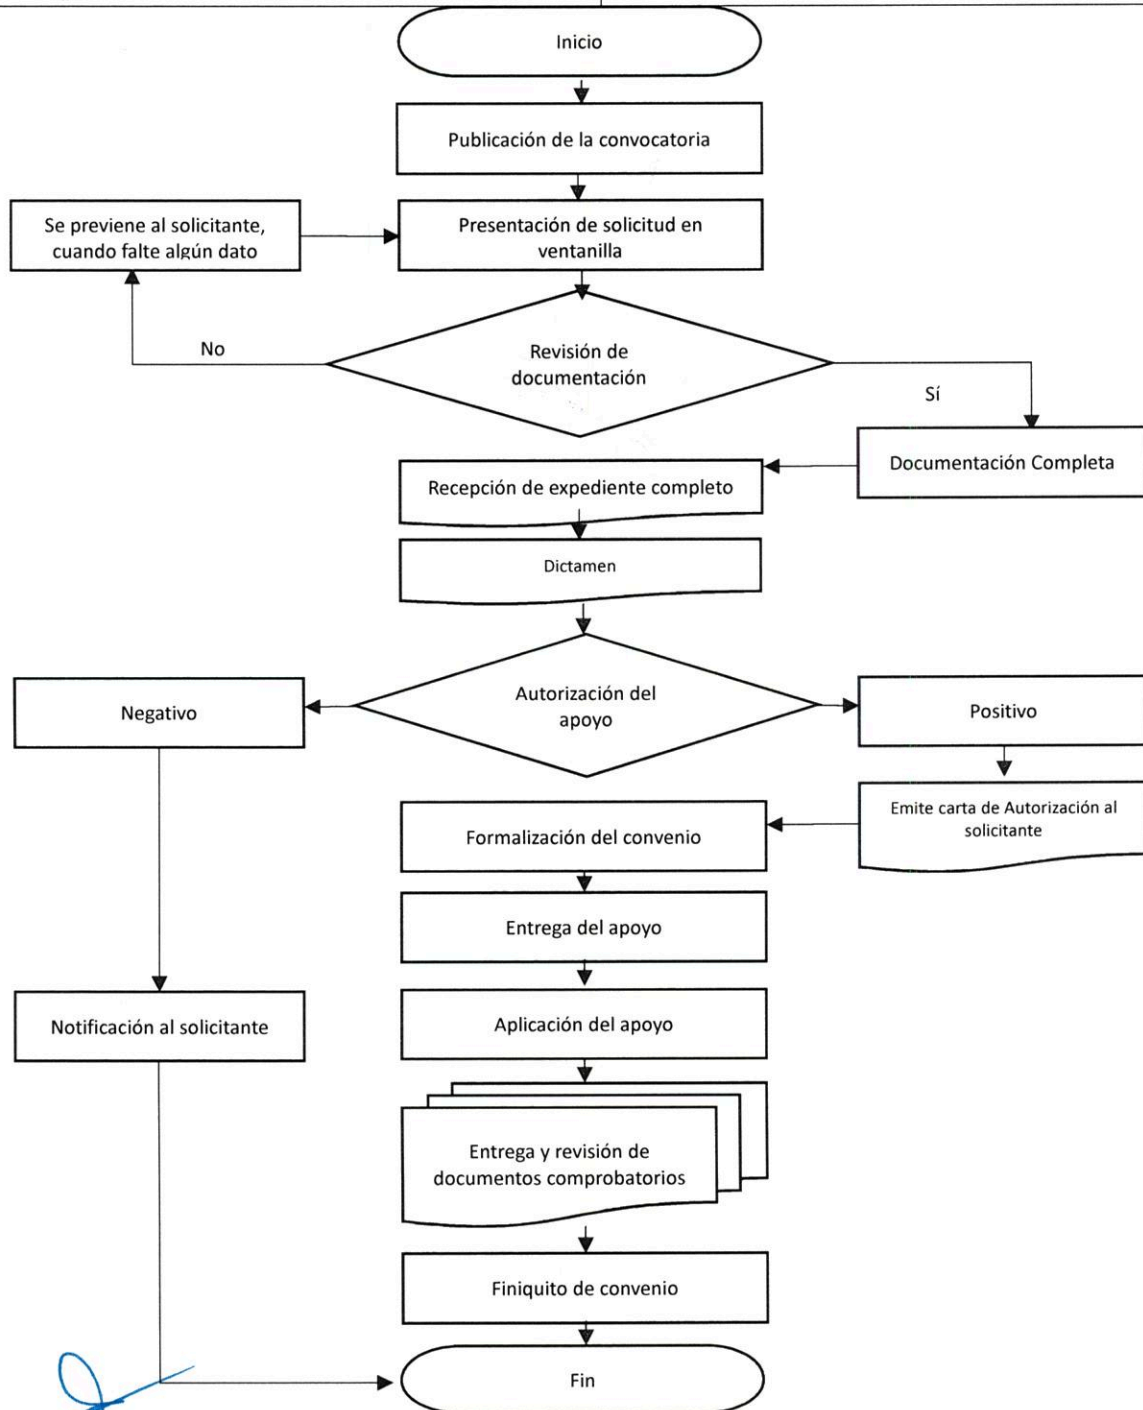 Inicio
Publicación de la convocatoria
Se previene al solicitante,
cuando falte algún dato
Presentación de solicitud en
ventanilla
No
Revisión de
documentación
Sí
Documentación Completa
Recepción de expediente completo
Dictamen
Autorización del
apoyo
Negativo
Positivo
Emite carta de Autorización al
solicitante
Formalización del convenio
Entrega del apoyo
Notificación al solicitante
Aplicación del apoyo
Entrega y revisión de
documentos comprobatorios
Finiquito de convenio
Fin